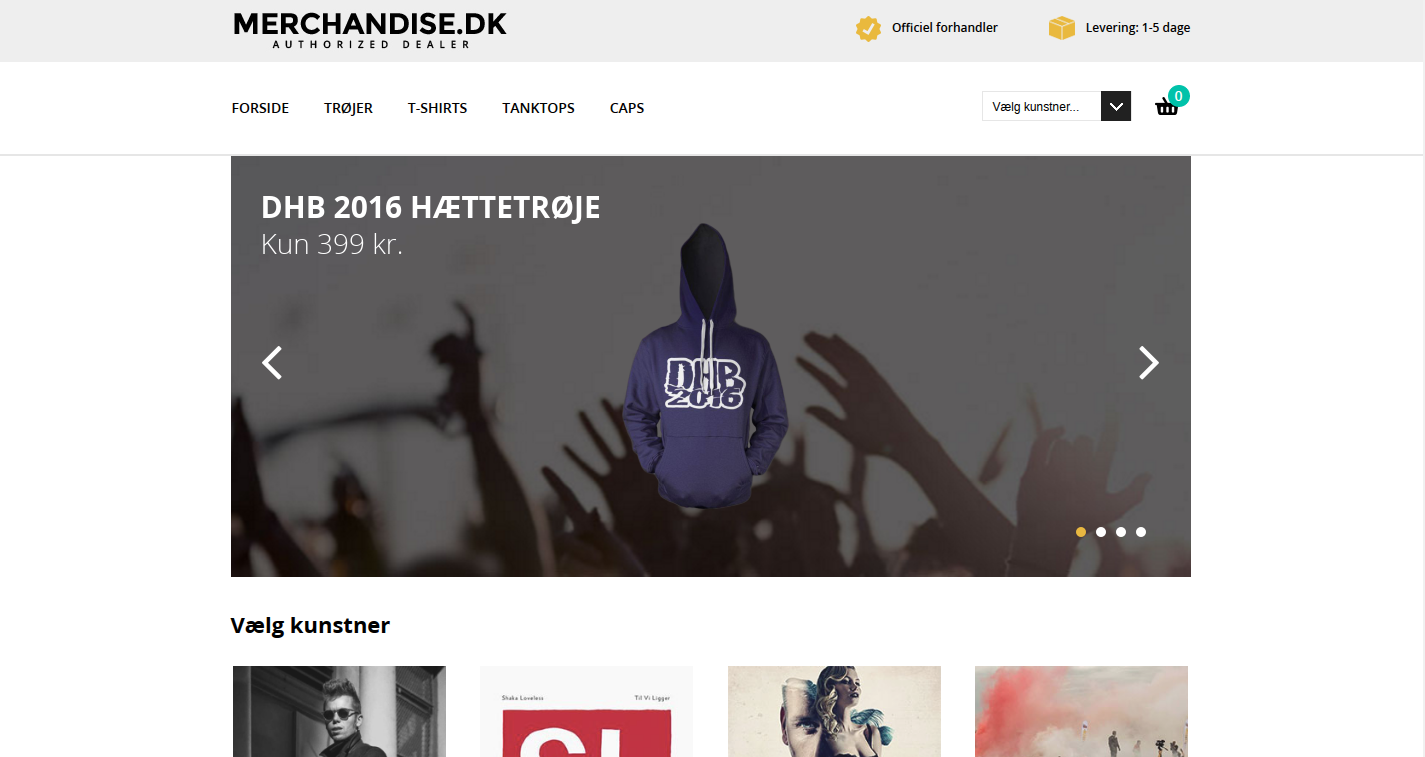 MERCHANDISE.DK
AUTHORIZED DEALER
Officiel forhandler
Levering: 1-5 dage
FORSIDE
TRØJER
T-SHIRTS
TANKTOPS
CAPS
Vælg kunstner...
0
DHB 2016 HÆTTETRØJE
Kun 399 kr.
DHB
2016
Vælg kunstner
Shaka Loveless
Til Vi Ligger